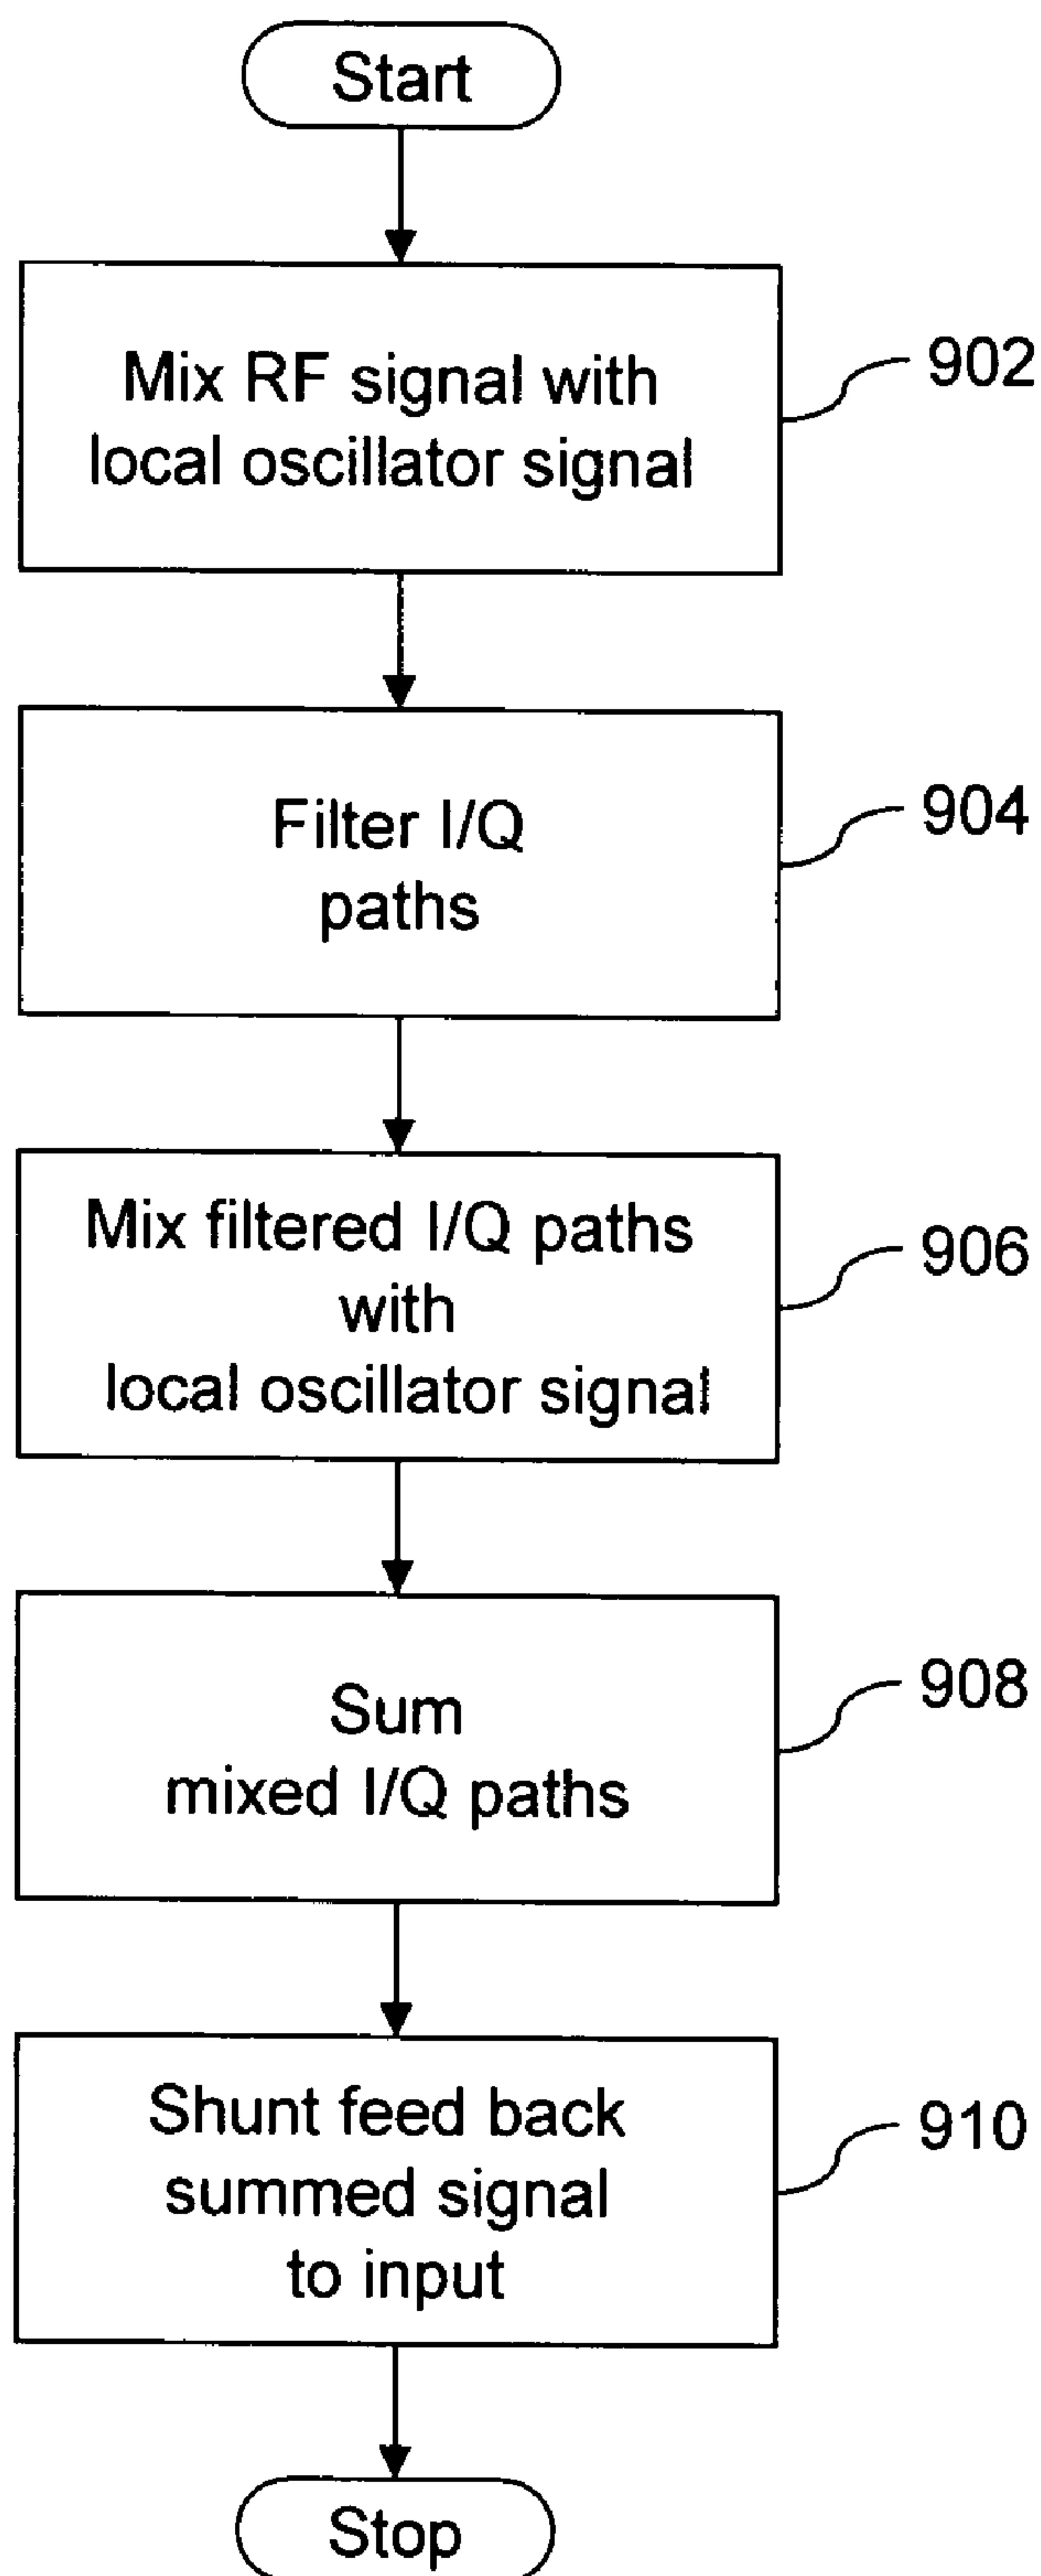 Start
Mix RF signal with
local oscillator signal
902
Filter I/Q
paths
904
Mix filtered I/Q paths
with
local oscillator signal
906
Sum
mixed I/Q paths
908
Shunt feed back
summed signal
to input
910
Stop